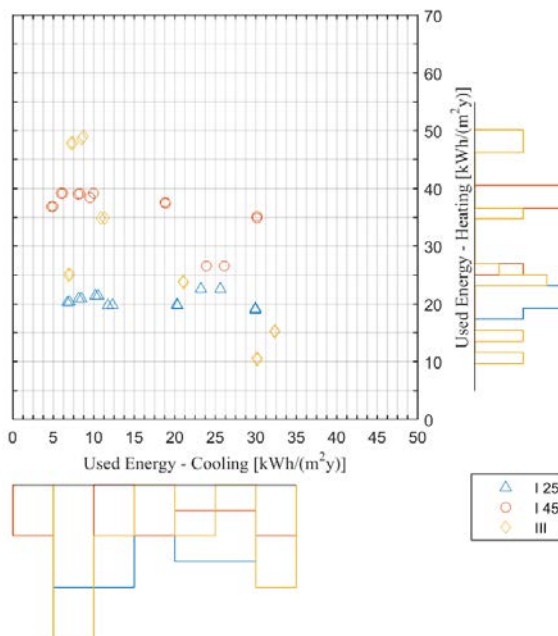 70
60
50
40
30
20
10
0
Used Energy - Heating [kWh/(m²y)]
0 5 10 15 20 25 30 35 40 45 50
Used Energy - Cooling [kWh/(m²y)]
I 25
I 45
III